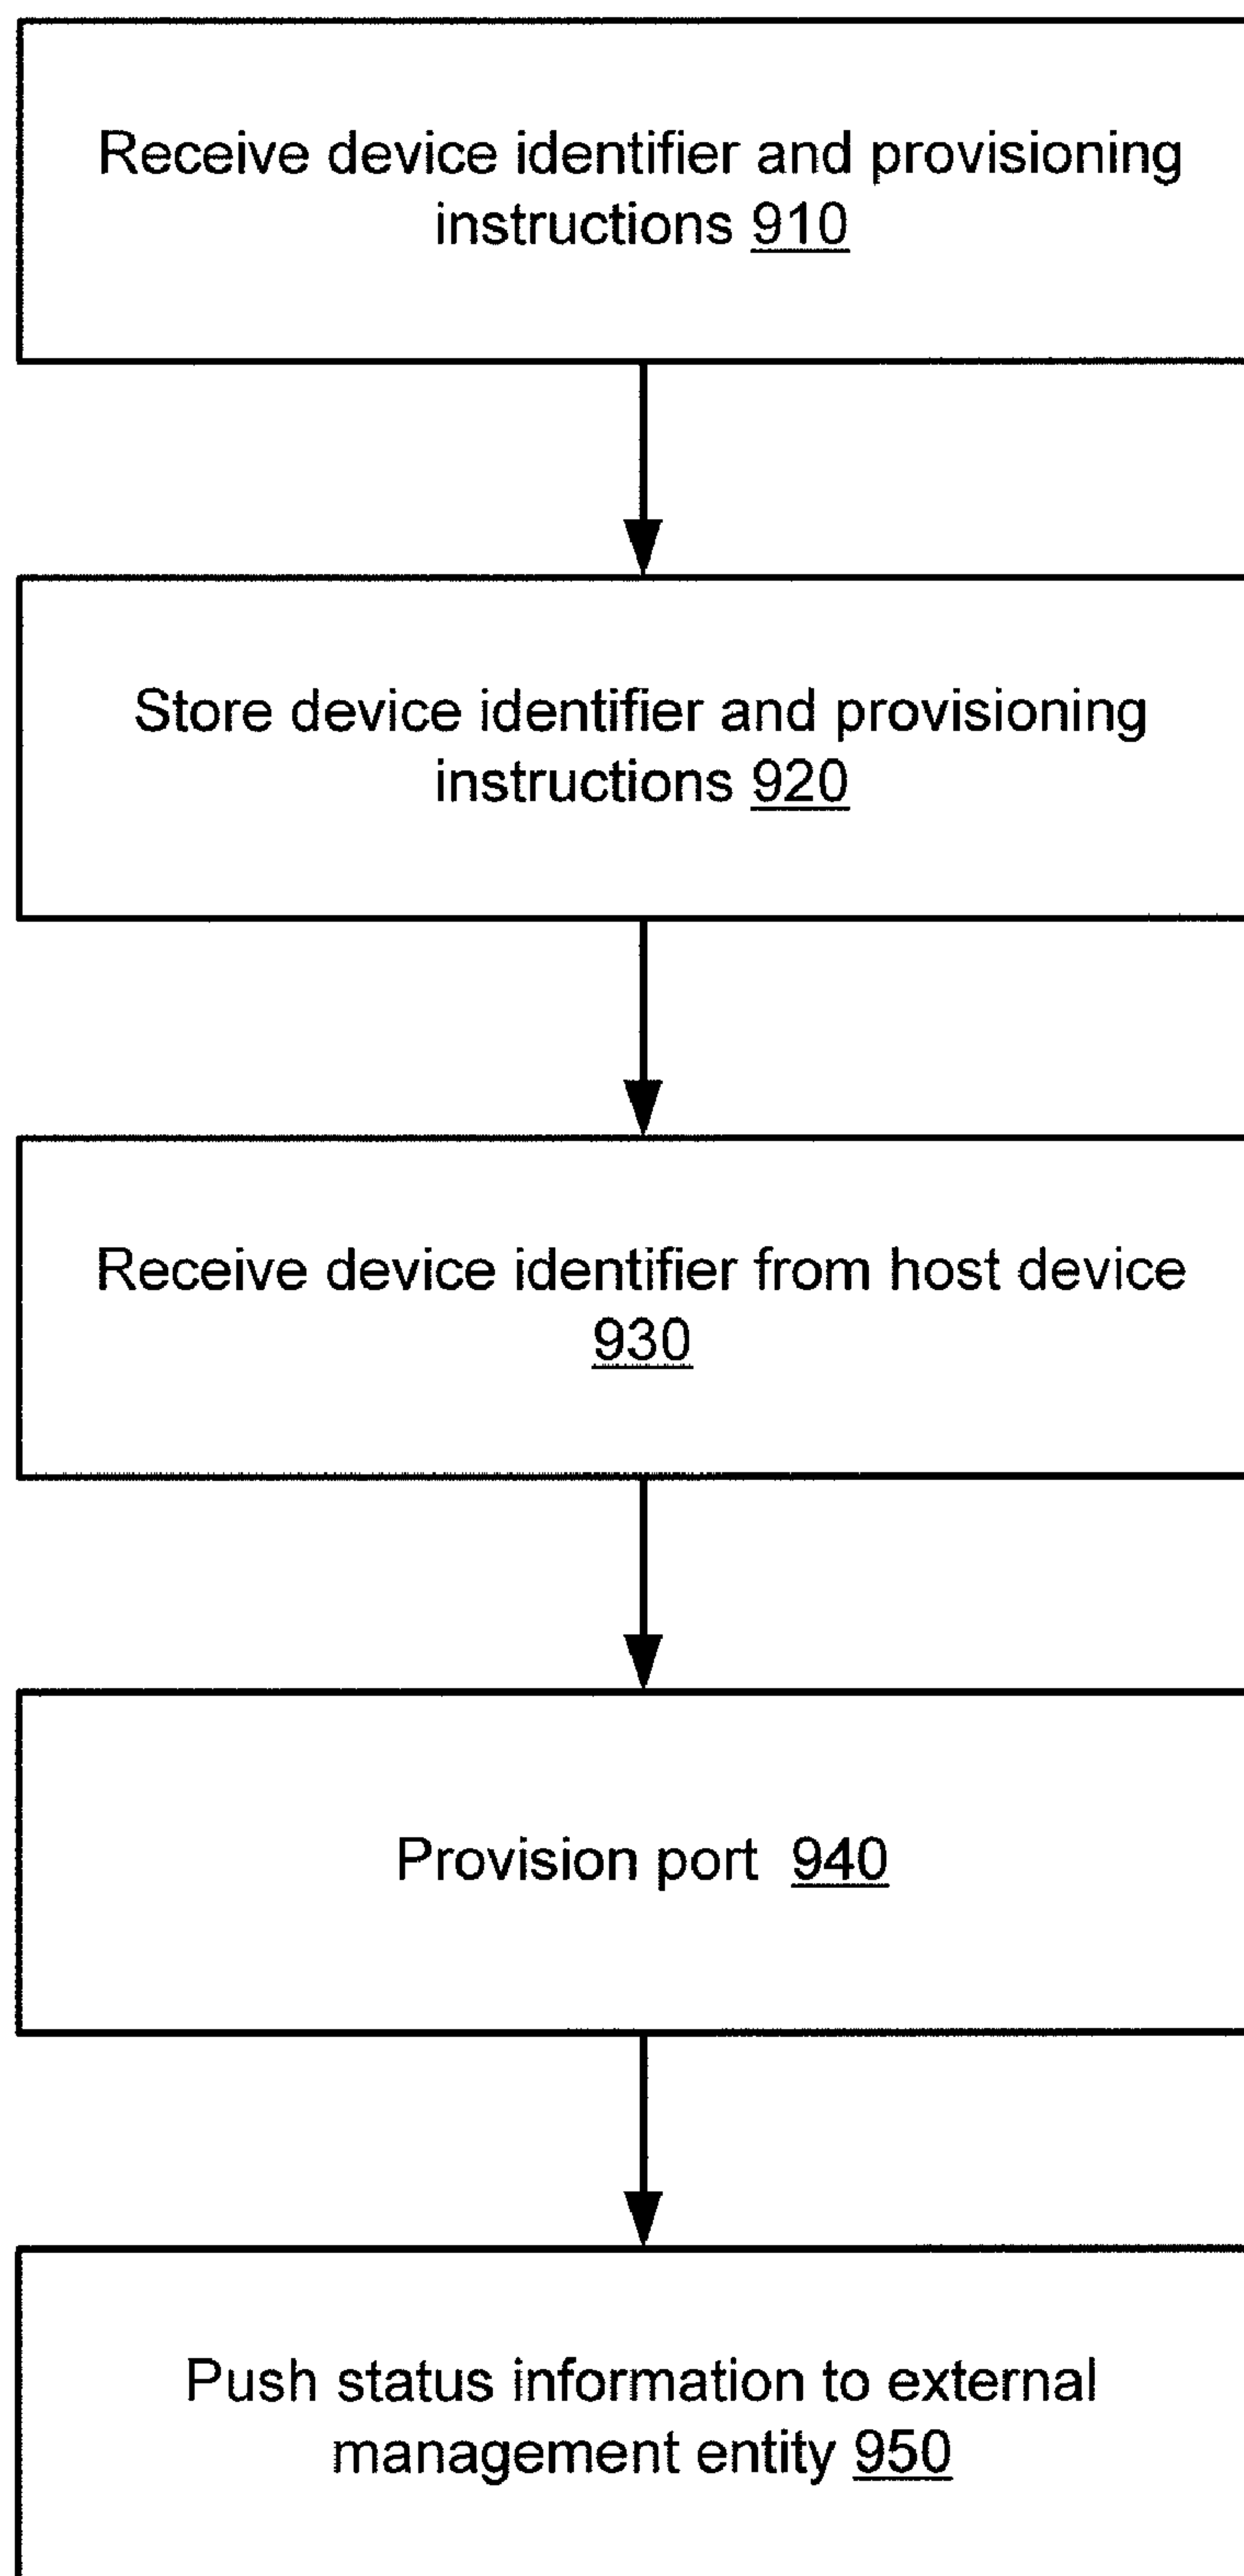 Receive device identifier and provisioning
instructions 910
Store device identifier and provisioning
instructions 920
Receive device identifier from host device
930
Provision port 940
Push status information to external
management entity 950